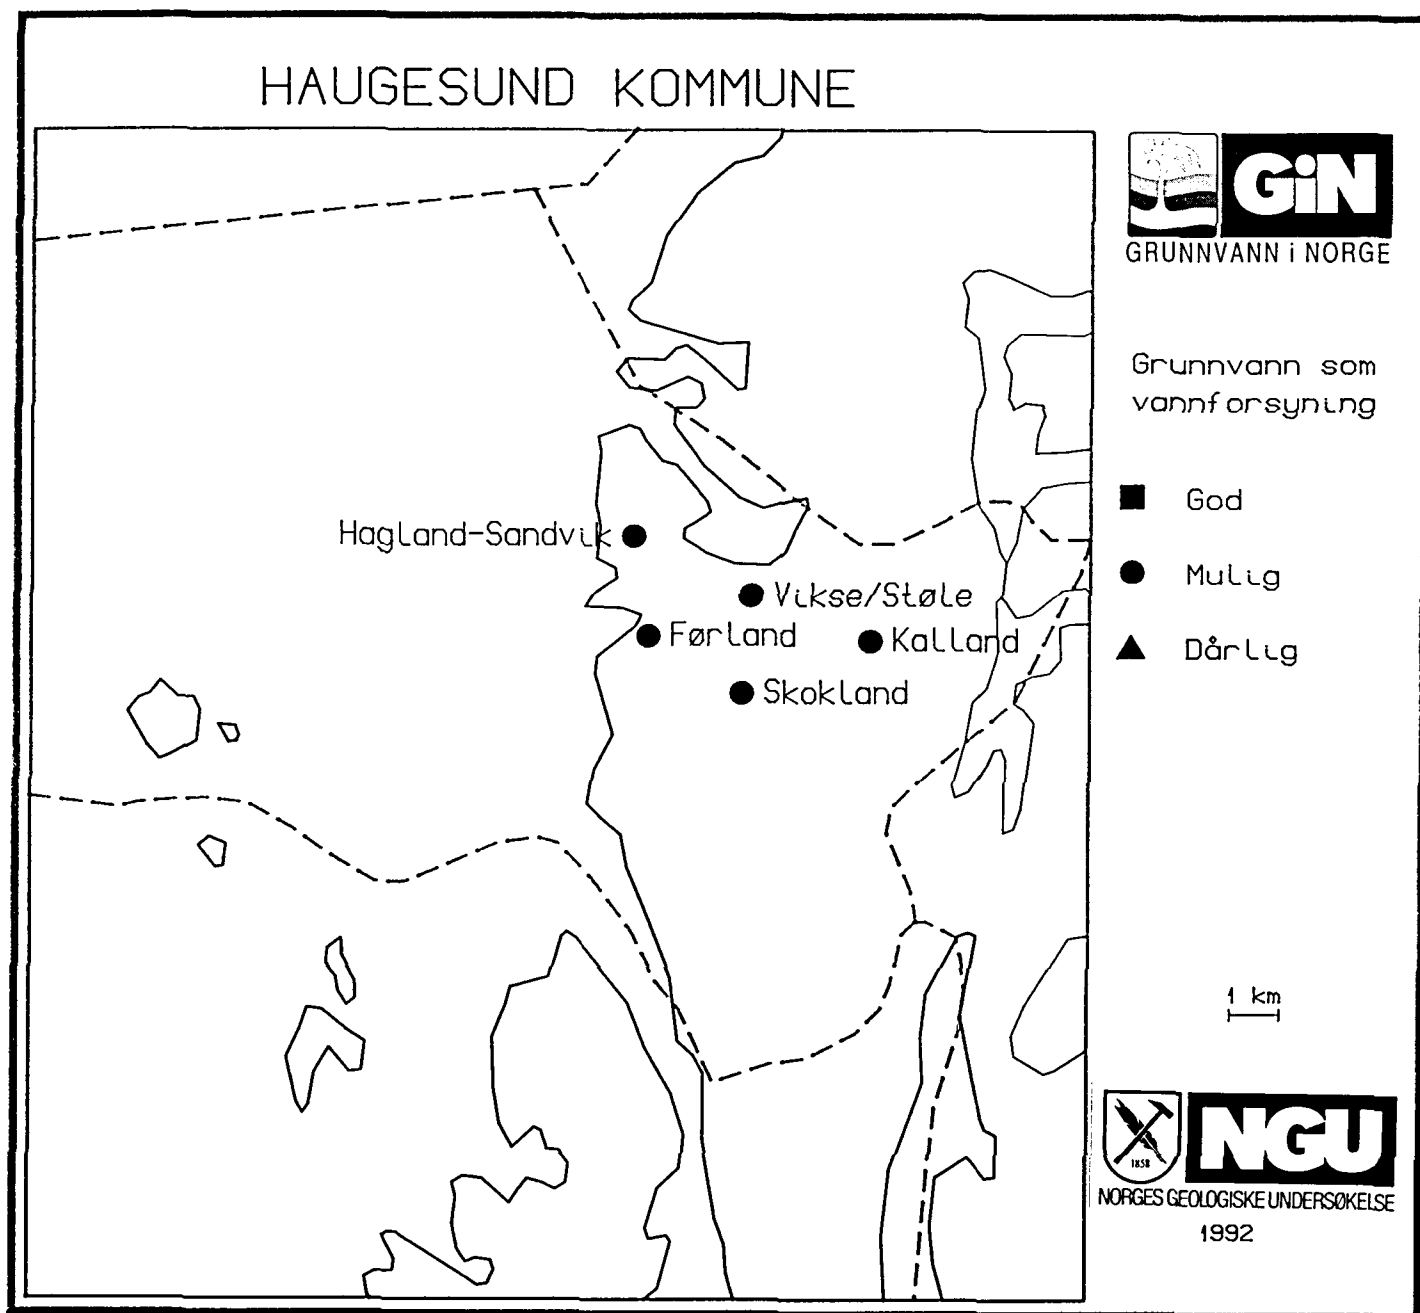 HAUGESUND KOMMUNE
GiN
GRUNNVANN i NORGE
Grunnvann som
vannforsyning
God
Mulig
Dårlig
Hagland-Sandvik
Vikse/Støle
Førland
Kalland
Skokland
1 km
1858
NGU
NORGES GEOLOGISKE UNDERSØKELSE
1992